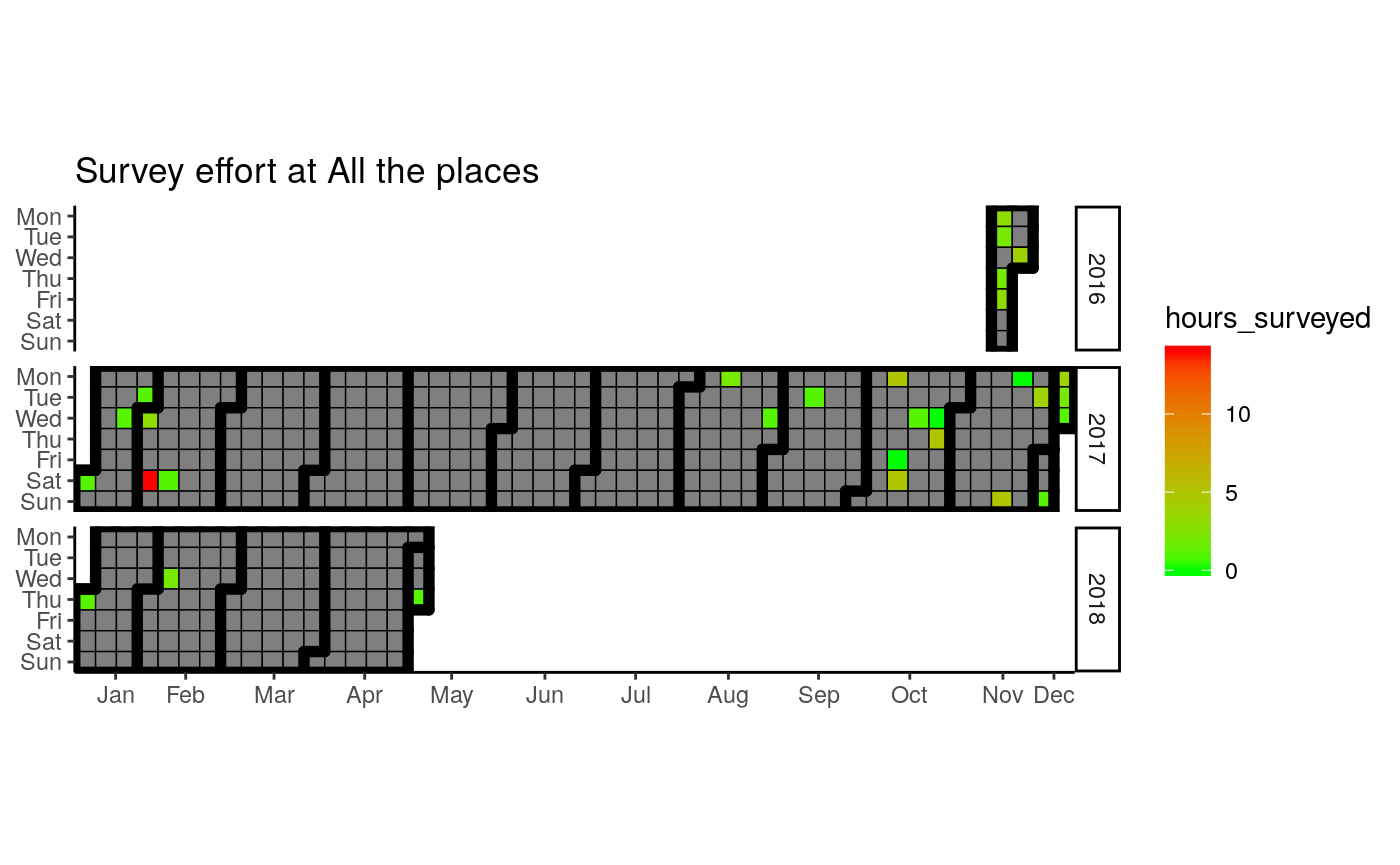 Survey effort at All the places
Mon
Tue
Wed
Thu
Fri
Sat
Sun
2016
Mon
Tue
Wed
Thu
Fri
Sat
Sun
2017
Mon
Tue
Wed
Thu
Fri
Sat
Sun
2018
Jan Feb Mar Apr May Jun Jul Aug Sep Oct Nov Dec
hours_surveyed
10
5
0